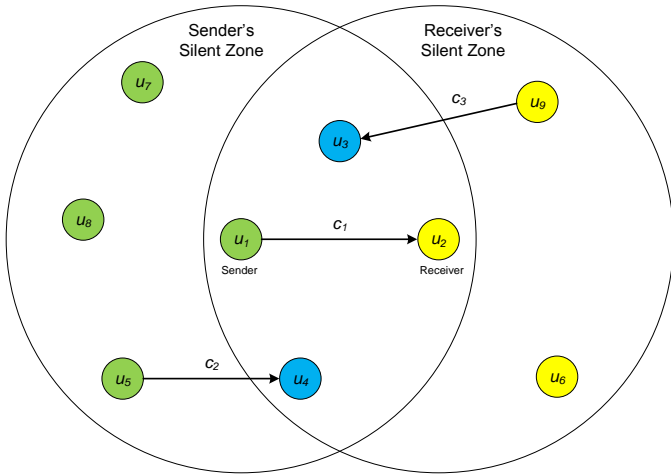 Sender's
Silent Zone
Receiver's
Silent Zone
u7
u9
c3
u3
u8
c1
u1
u2
Sender
Receiver
c2
u5
u4
u6